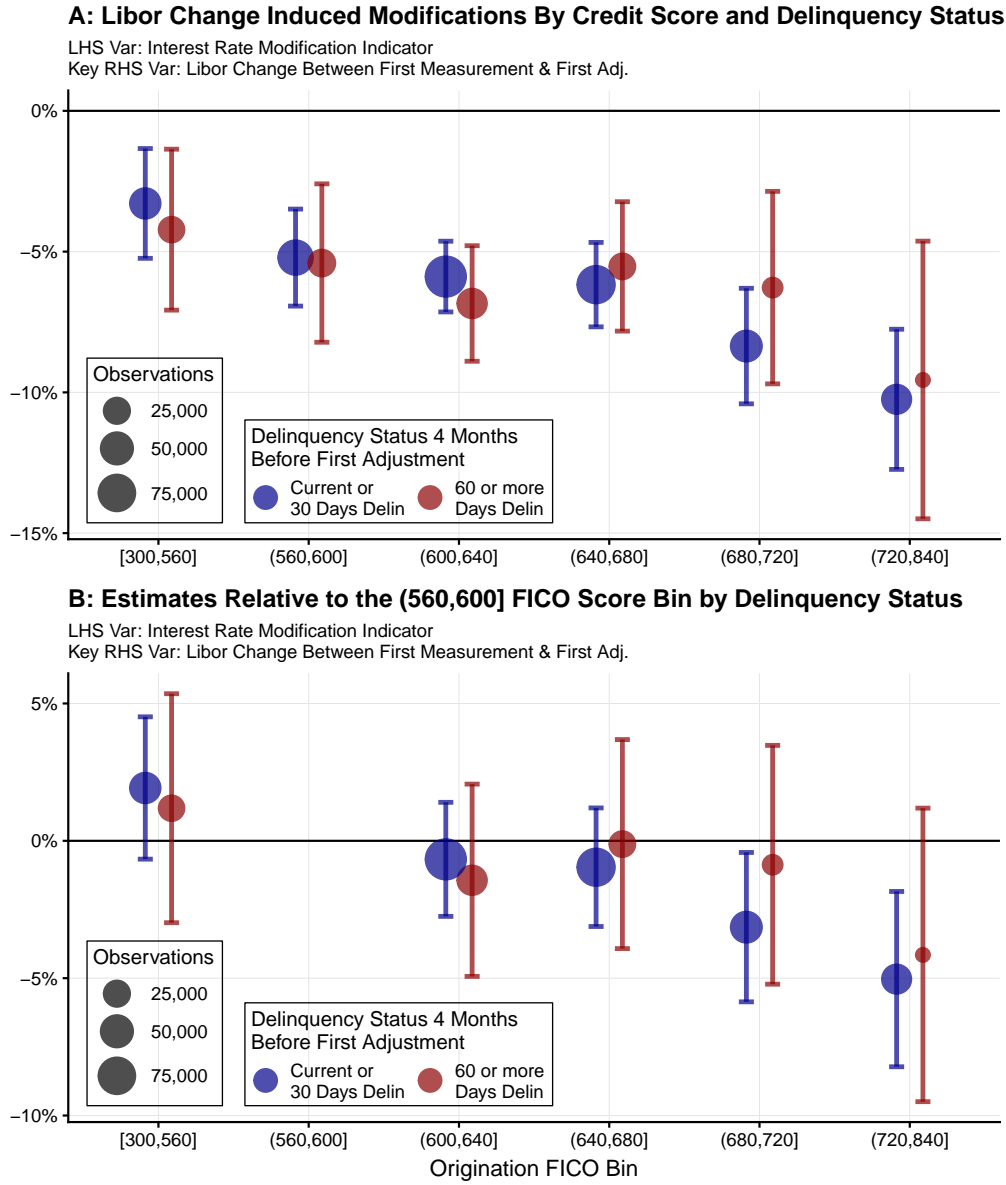 A: Libor Change Induced Modifications By Credit Score and Delinquency Status
LHS Var: Interest Rate Modification Indicator
Key RHS Var: Libor Change Between First Measurement & First Adj.
0%
−5%
−10%
−15%
Observations
25,000
50,000
75,000
Delinquency Status 4 Months
Before First Adjustment
Current or
30 Days Delin
60 or more
Days Delin
[300,560]
(560,600]
(600,640]
(640,680]
(680,720]
(720,840]
B: Estimates Relative to the (560,600] FICO Score Bin by Delinquency Status
LHS Var: Interest Rate Modification Indicator
Key RHS Var: Libor Change Between First Measurement & First Adj.
5%
0%
−5%
−10%
Observations
25,000
50,000
75,000
Delinquency Status 4 Months
Before First Adjustment
Current or
30 Days Delin
60 or more
Days Delin
[300,560]
(560,600]
(600,640]
(640,680]
(680,720]
(720,840]
Origination FICO Bin